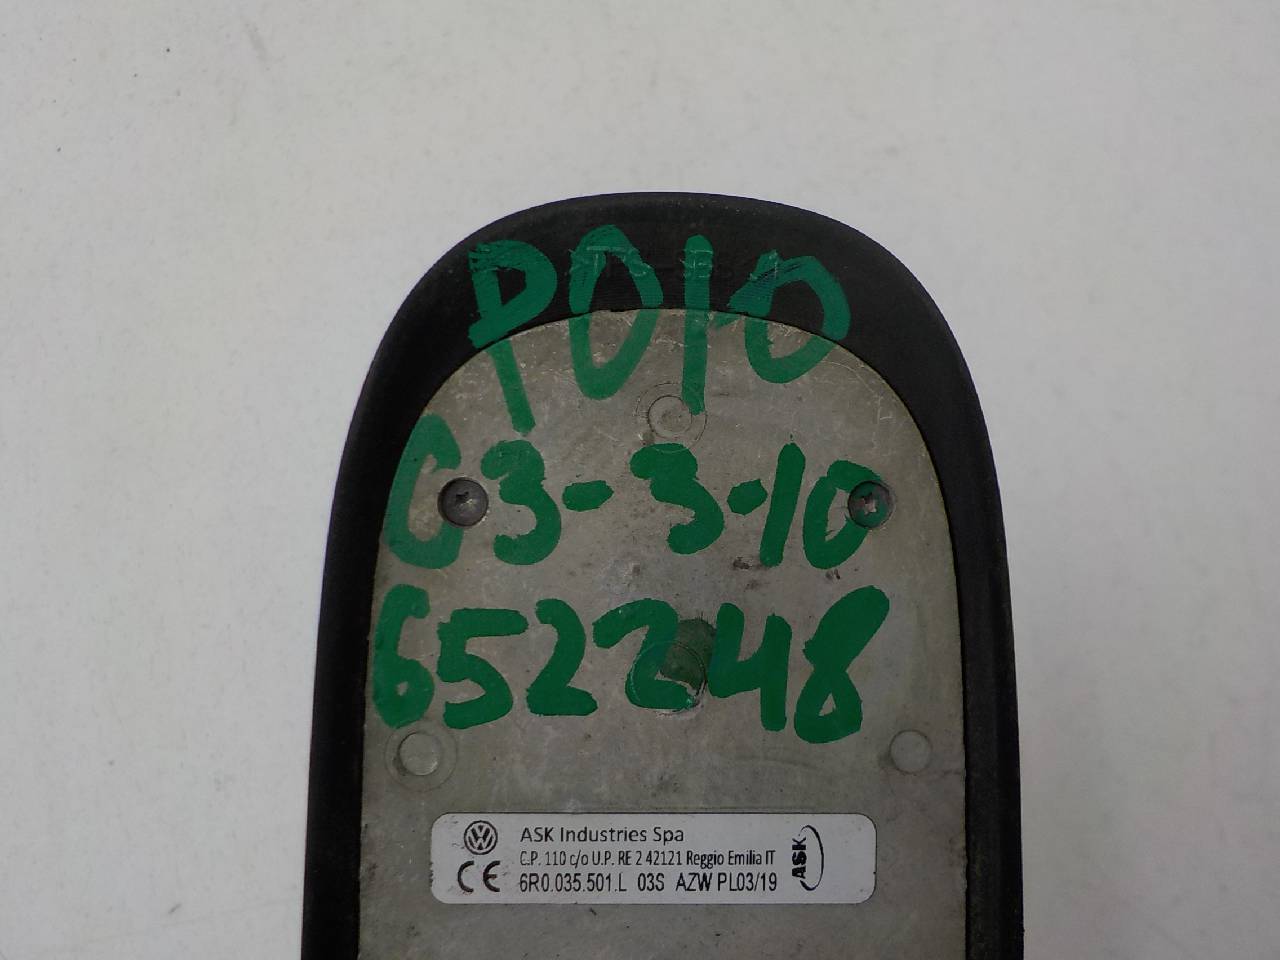 POlO
C3-3-10
652248
ASK Industries Spa
C.P. 110 c/o U.P. RE 2 42121 Reggio Emilia IT
6R0.035.501.L 03S AZW PL03/19
ASK